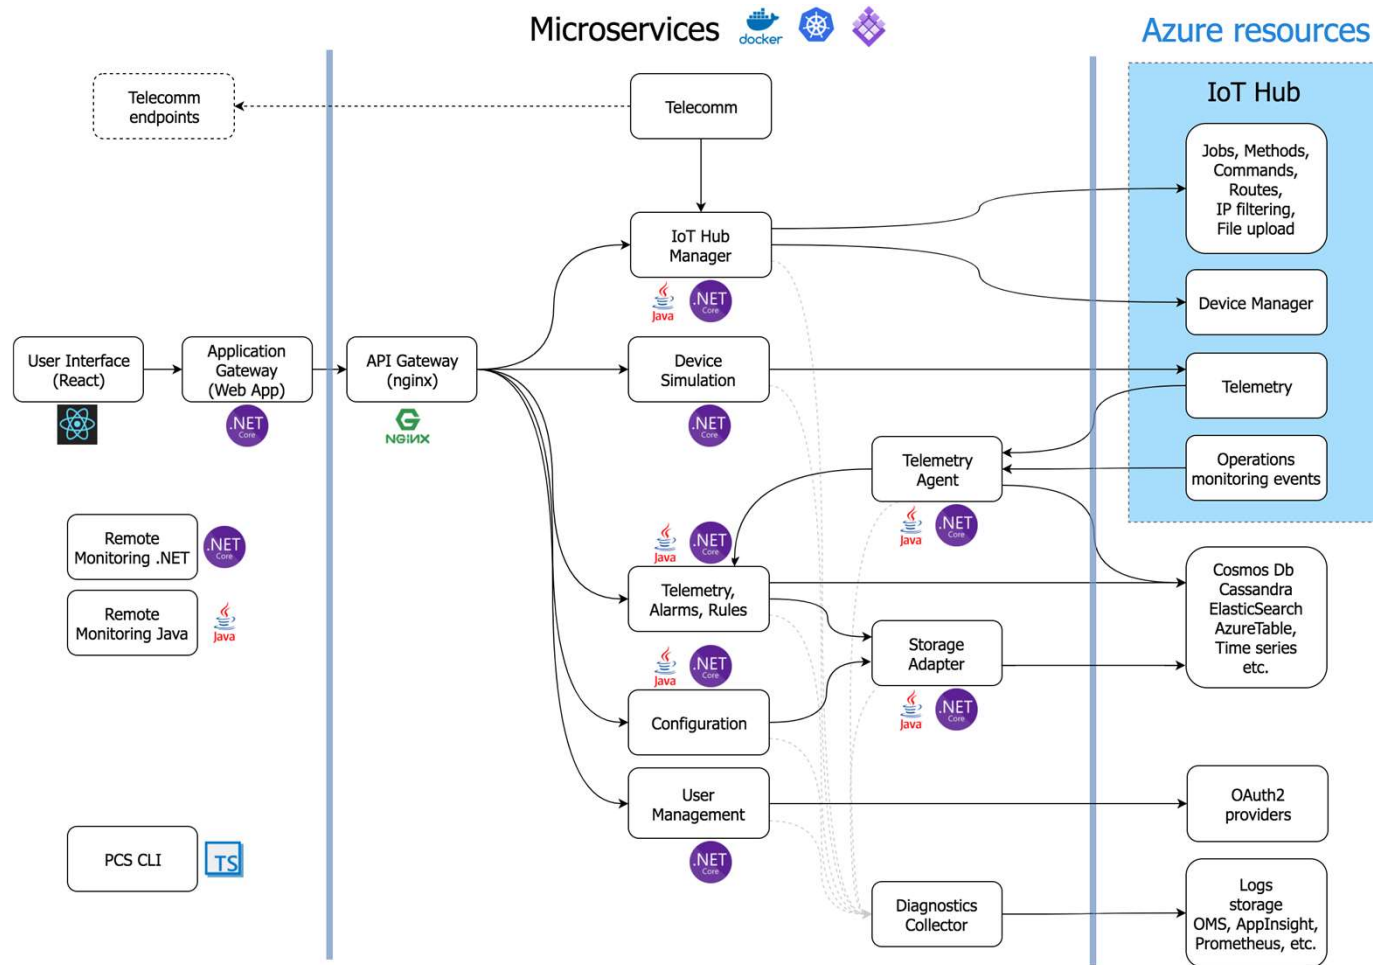 Microservices
docker
Azure resources
Telecomm
endpoints
Telecomm
IoT Hub
Jobs, Methods,
Commands,
Routes,
IP filtering,
File upload
IoT Hub
Manager
Java
.NET
Core
Device Manager
User Interface
(React)
Application
Gateway
(Web App)
.NET
Core
API Gateway
(nginx)
NGINX
Device
Simulation
.NET
Core
Telemetry
Telemetry
Agent
Java
.NET
Core
Operations
monitoring events
Remote
Monitoring .NET
.NET
Core
Remote
Monitoring Java
Java
Java
.NET
Core
Telemetry,
Alarms, Rules
Cosmos Db
Cassandra
ElasticSearch
AzureTable,
Time series
etc.
Storage
Adapter
Java
.NET
Core
Java
.NET
Core
Configuration
User
Management
.NET
Core
OAuth2
providers
PCS CLI
TS
Diagnostics
Collector
Logs
storage
OMS, AppInsight,
Prometheus, etc.